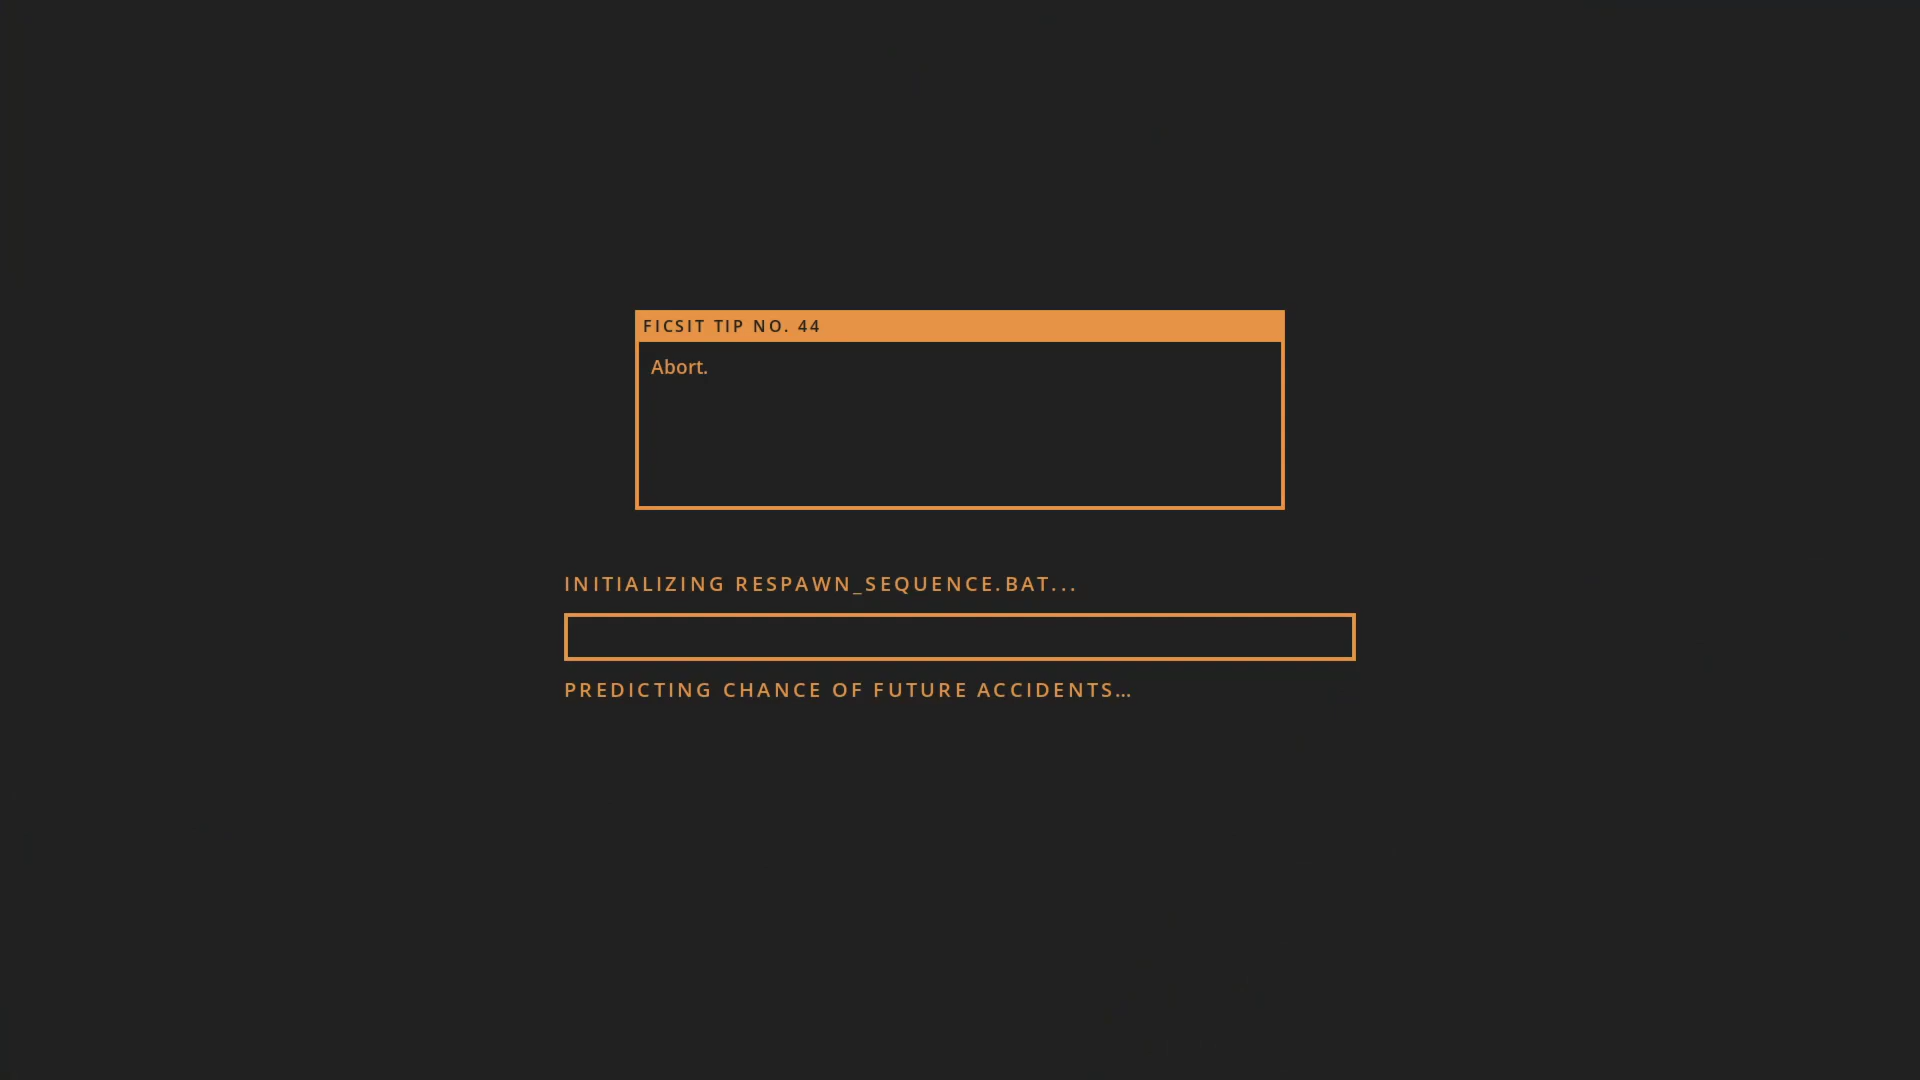 FICSIT TIP NO. 44
Abort.
INITIALIZING RESPAWN_SEQUENCE.BAT...
PREDICTING CHANCE OF FUTURE ACCIDENTS…